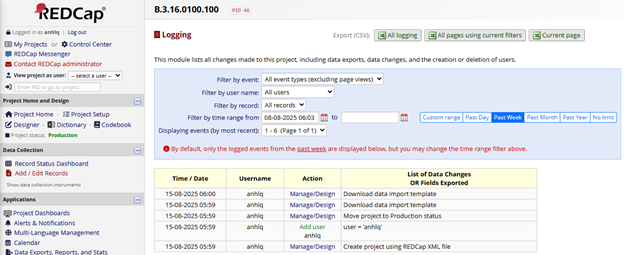 REDCap
Logged in as anhlq | Log out
My Projects or Control Center
REDCap Messenger
Contact REDCap administrator
View project as user: -- select a user --
Enter PID to go to project
Project Home and Design
Project Home · Project Setup
Designer · Dictionary · Codebook
Project status: Production
Data Collection
Record Status Dashboard
Add / Edit Records
Show data collection instruments
Applications
Project Dashboards
Alerts & Notifications
Multi-Language Management
Calendar
Data Exports, Reports, and Stats
B.3.16.0100.100 PID 46
Logging
Export (CSV): All logging All pages using current filters Current page
This module lists all changes made to this project, including data exports, data changes, and the creation or deletion of users.
Filter by event: All event types (excluding page views)
Filter by user name: All users
Filter by record: All records
Filter by time range from 08-08-2025 06:03 to
Custom range Past Day Past Week Past Month Past Year No limit
Displaying events (by most recent): 1 - 6 (Page 1 of 1)
By default, only the logged events from the past week are displayed below, but you may change the time range filter above.
Time / Date Username Action List of Data Changes
OR Fields Exported
15-08-2025 06:00 anhlq Manage/Design Download data import template
15-08-2025 05:59 anhlq Manage/Design Download data import template
15-08-2025 05:59 anhlq Manage/Design Move project to Production status
15-08-2025 05:59 anhlq Add user user = 'anhlq'
anhlq
15-08-2025 05:59 anhlq Manage/Design Create project using REDCap XML file